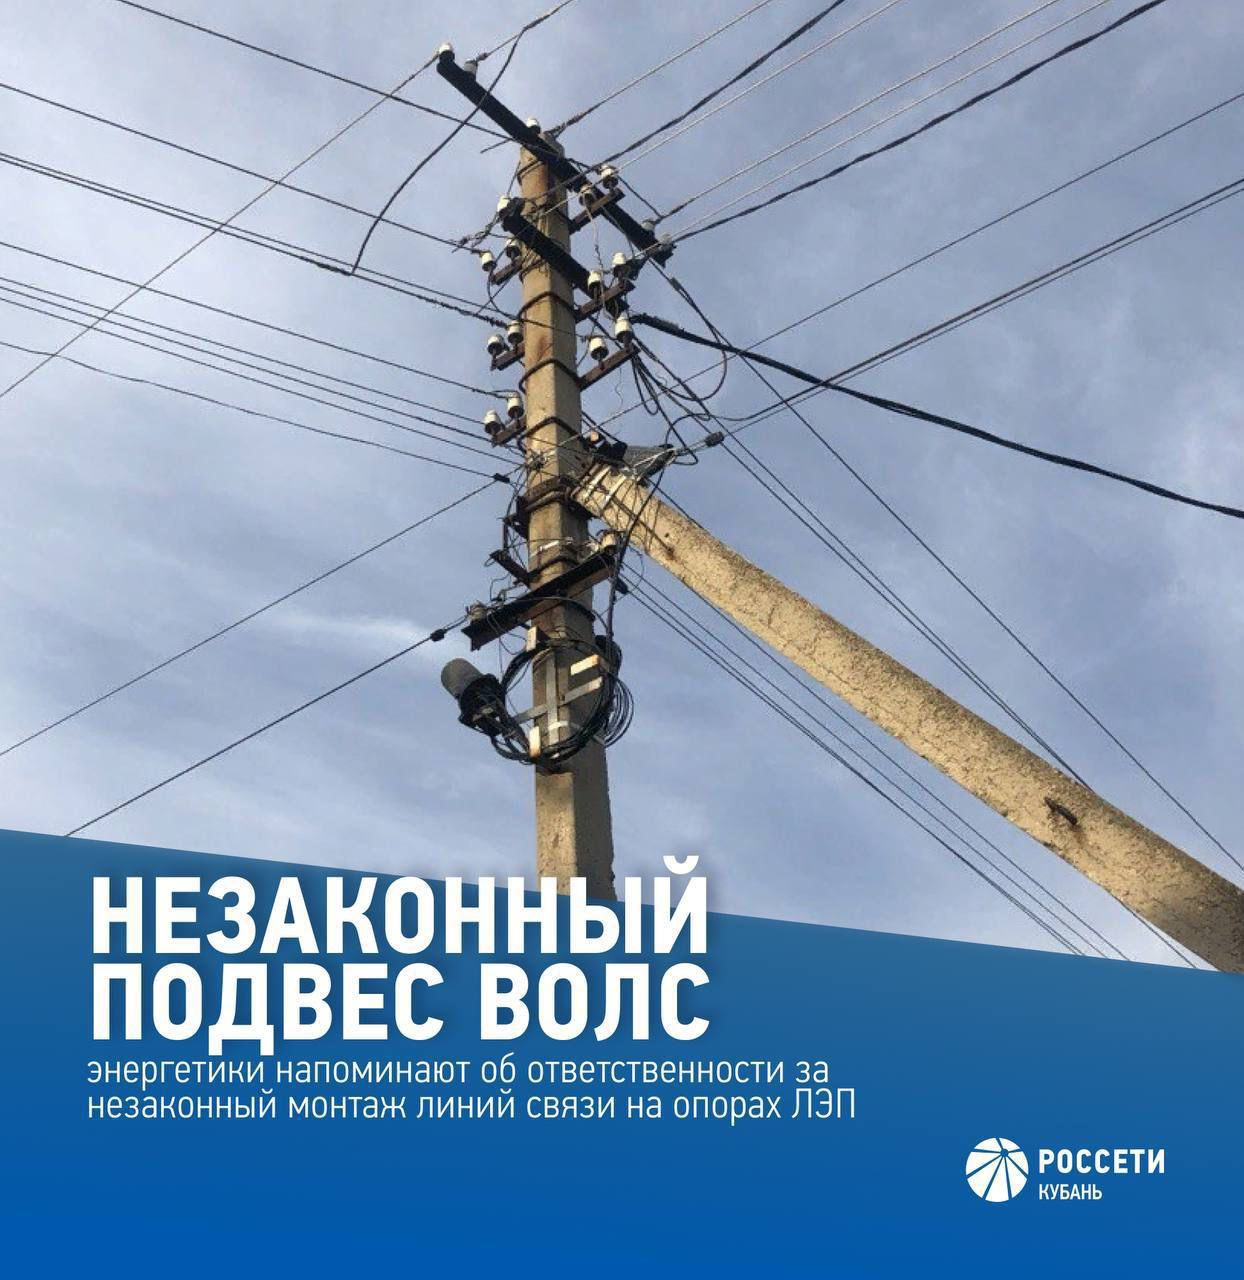 НЕЗАКОННЫЙ
ПОДВЕС ВОЛС
энергетики напоминают об ответственности за
незаконный монтаж линий связи на опорах ЛЭП
РОССЕТИ
КУБАНЬ